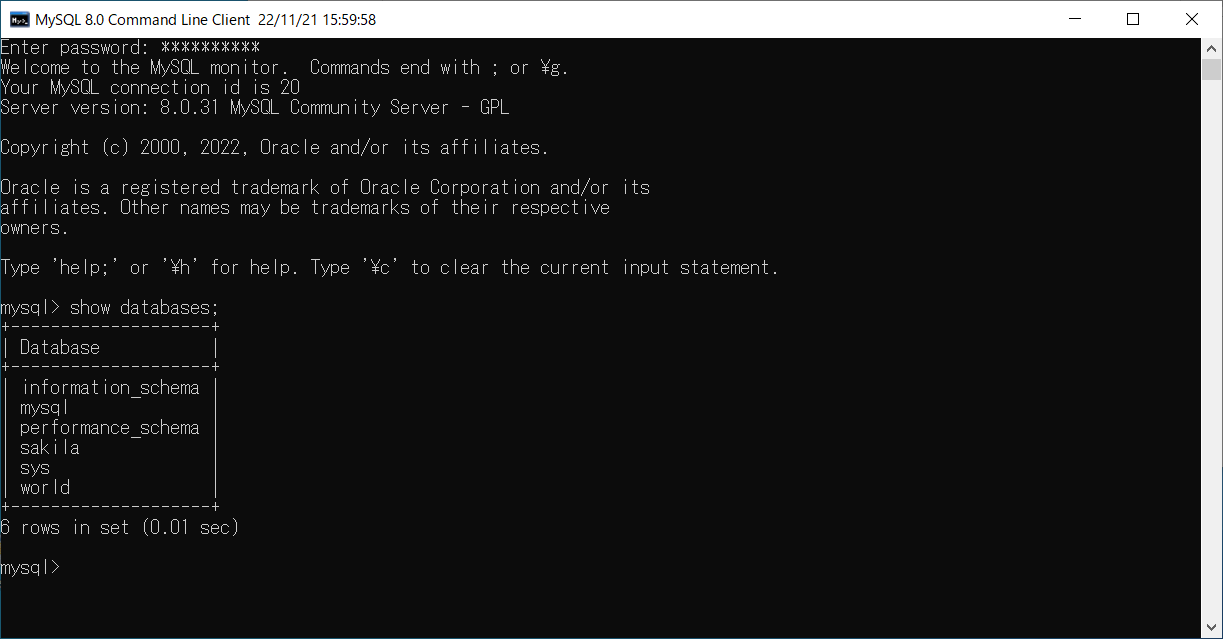 MySQL 8.0 Command Line Client 22/11/21 15:59:58
Enter password: **********
Welcome to the MySQL monitor.  Commands end with ; or ¥g.
Your MySQL connection id is 20
Server version: 8.0.31 MySQL Community Server - GPL

Copyright (c) 2000, 2022, Oracle and/or its affiliates.

Oracle is a registered trademark of Oracle Corporation and/or its
affiliates. Other names may be trademarks of their respective
owners.

Type 'help;' or '¥h' for help. Type '¥c' to clear the current input statement.

mysql> show databases;
+--------------------+
| Database           |
+--------------------+
| information_schema |
| mysql              |
| performance_schema |
| sakila             |
| sys                |
| world              |
+--------------------+
6 rows in set (0.01 sec)

mysql>